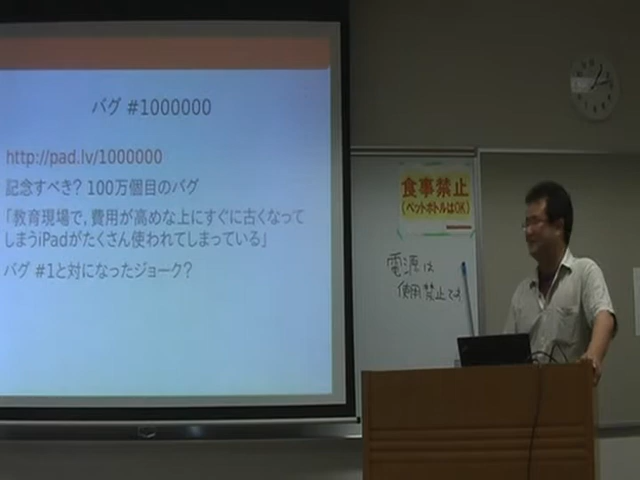 バグ #1000000
http://pad.lv/1000000
記念すべき? 100万個目のバグ
「教育現場で,費用が高めな上にすぐに古くなって
しまうiPadがたくさん使われてしまっている」
バグ #1と対になったジョーク?
食事禁止
(ペットボトルはOK)
電源は
使用禁止です